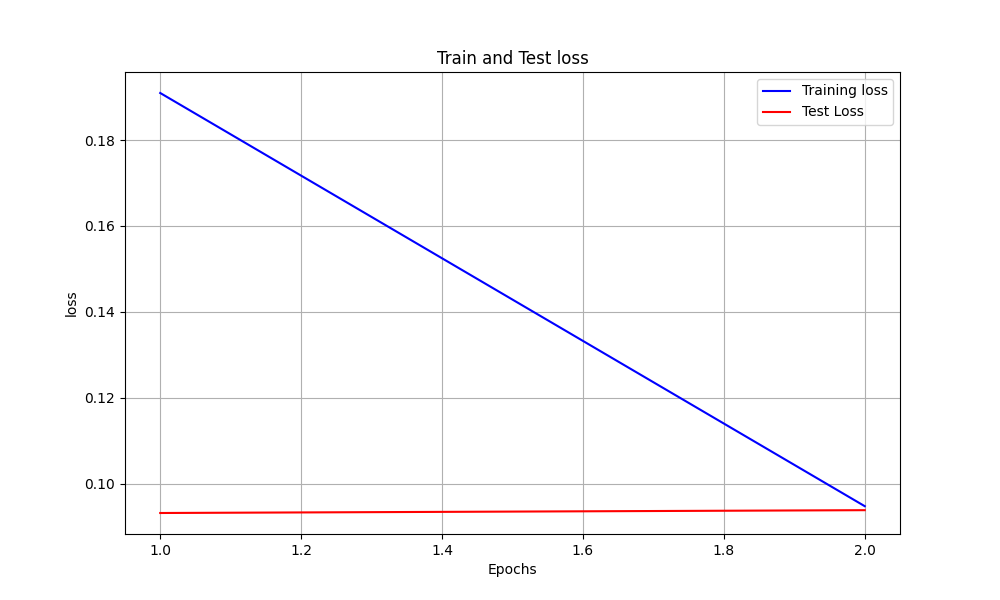 Train and Test loss
Training loss
Test Loss
0.18
0.16
0.14
0.12
0.10
loss
1.0 1.2 1.4 1.6 1.8 2.0
Epochs